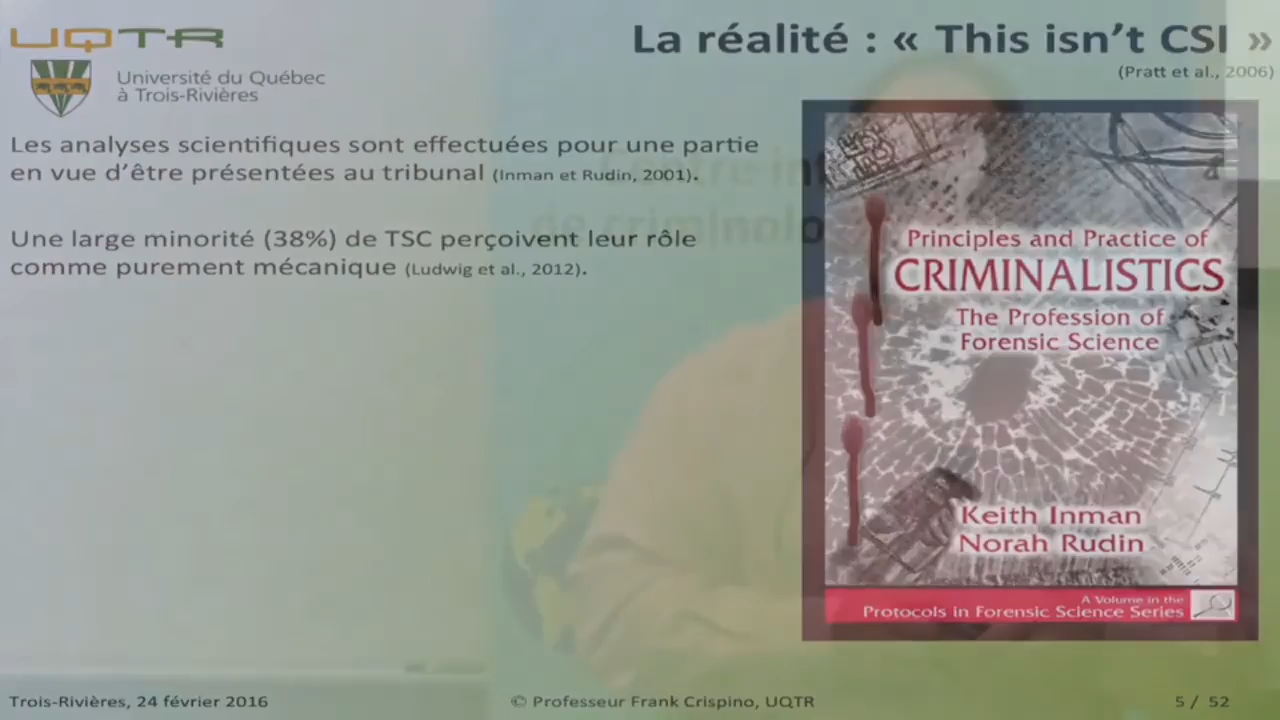 UQTR
Université du Québec
à Trois-Rivières
La réalité : « This isn’t CSI »
(Pratt et al., 2006)
Les analyses scientifiques sont effectuées pour une partie
en vue d’être présentées au tribunal (Inman et Rudin, 2001).
Une large minorité (38%) de TSC perçoivent leur rôle
comme purement mécanique (Ludwig et al., 2012).
Centre
de criminolo
Principles and Practice of
CRIMINALISTICS
The Profession of
Forensic Science
Keith Inman
Norah Rudin
A Volume in the
Protocols in Forensic Science Series
Trois-Rivières, 24 février 2016
© Professeur Frank Crispino, UQTR
5 / 52